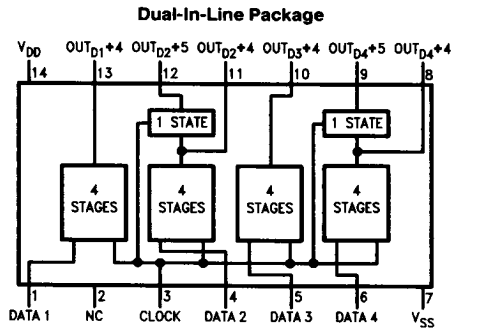 Dual-In-Line Package
VDD OUTD1+4 OUTD2+5 OUTD2+4 OUTD3+4 OUTD4+5 OUTD4+4
14 13 12 11 10 9 8
1 STATE 1 STATE
4 4 4 4
STAGES STAGES STAGES STAGES
1 2 3 4 5 6 7
DATA 1 NC CLOCK DATA 2 DATA 3 DATA 4 VSS